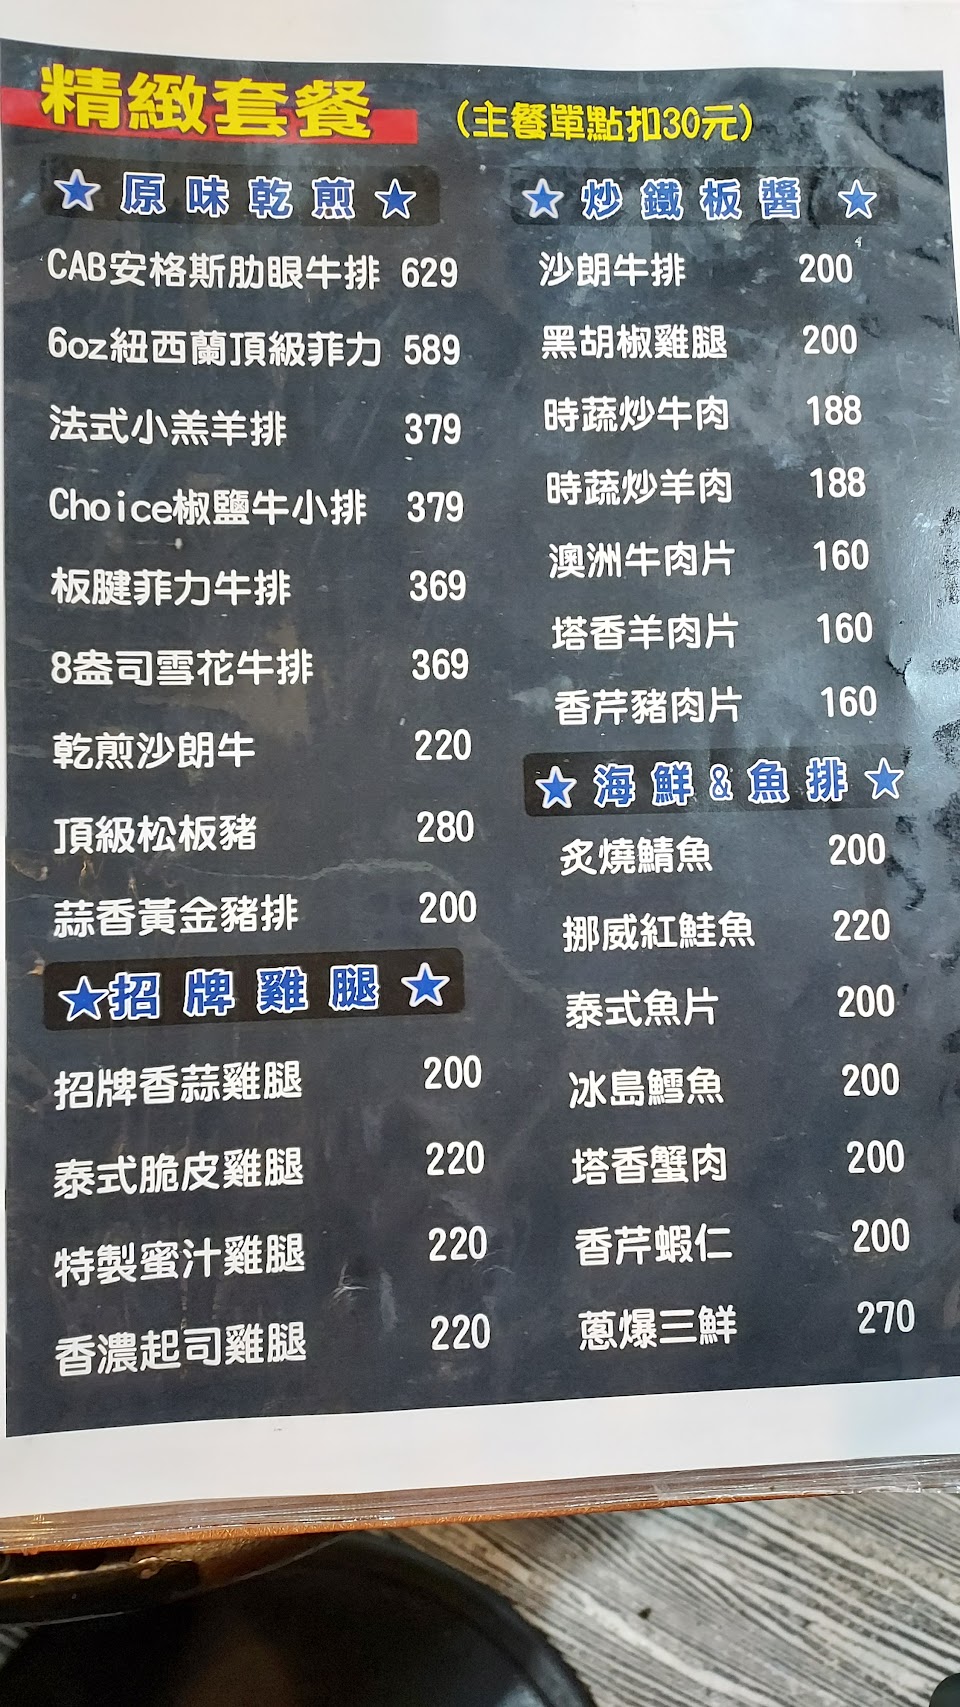 精緻套餐 (主餐單點扣30元)
★原味乾煎★
CAB安格斯肋眼牛排 629
6oz紐西蘭頂級菲力 589
法式小羔羊排 379
Choice椒鹽牛小排 379
板腱菲力牛排 369
8盎司雪花牛排 369
乾煎沙朗牛 220
頂級松板豬 280
蒜香黃金豬排 200
★招牌雞腿★
招牌香蒜雞腿 200
泰式脆皮雞腿 220
特製蜜汁雞腿 220
香濃起司雞腿 220
★炒鐵板醬★
沙朗牛排 200
黑胡椒雞腿 200
時蔬炒牛肉 188
時蔬炒羊肉 188
澳洲牛肉片 160
塔香羊肉片 160
香芹豬肉片 160
★海鮮&魚排★
炙燒鯖魚 200
挪威紅鮭魚 220
泰式魚片 200
冰島鱈魚 200
塔香蟹肉 200
香芹蝦仁 200
蔥爆三鮮 270